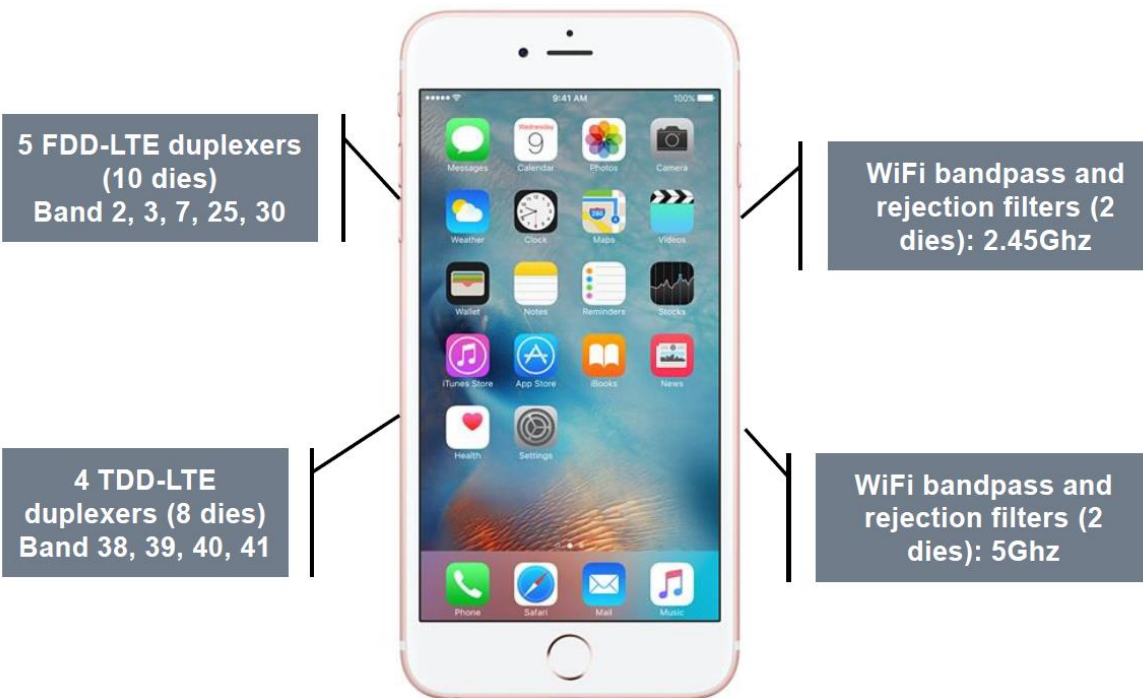 5 FDD-LTE duplexers
(10 dies)
Band 2, 3, 7, 25, 30
4 TDD-LTE
duplexers (8 dies)
Band 38, 39, 40, 41
9:41 AM
100%
Messages
Wednesday
9
Calendar
Photos
Camera
Weather
Clock
280
Maps
Videos
Wallet
Notes
Reminders
Stocks
iTunes Store
App Store
iBooks
News
Health
Settings
Phone
Safari
Mail
Music
WiFi bandpass and
rejection filters (2
dies): 2.45Ghz
WiFi bandpass and
rejection filters (2
dies): 5Ghz